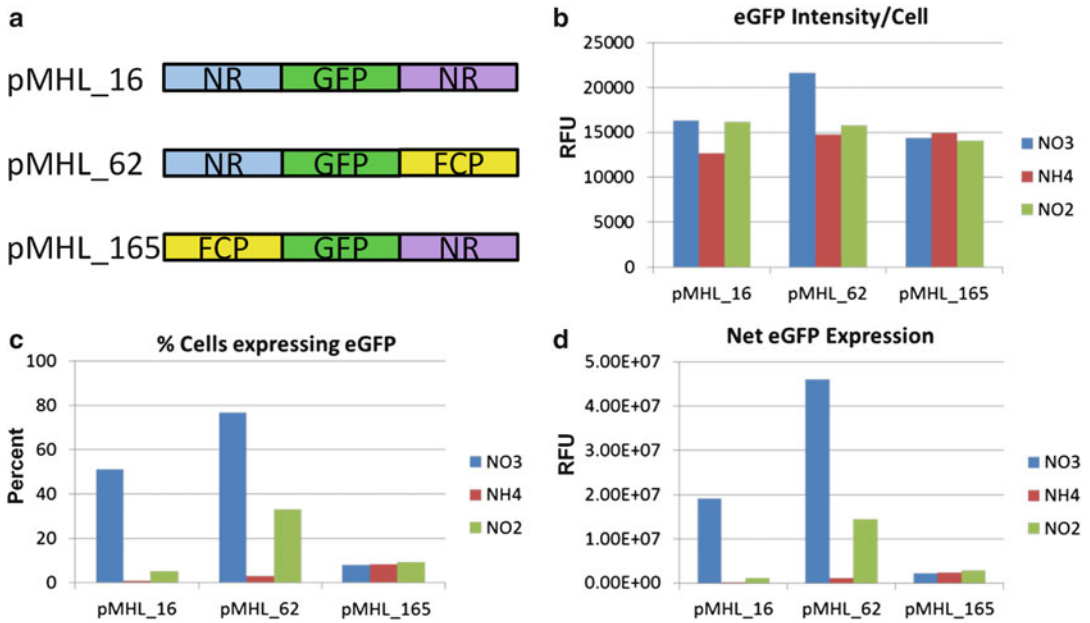 a
pMHL_16 NR GFP NR
pMHL_62 NR GFP FCP
pMHL_165 FCP GFP NR
b
eGFP Intensity/Cell
25000
20000
15000
10000
5000
0
RFU
pMHL_16 pMHL_62 pMHL_165
NO3
NH4
NO2
c
% Cells expressing eGFP
100
80
60
40
20
0
Percent
pMHL_16 pMHL_62 pMHL_165
NO3
NH4
NO2
d
Net eGFP Expression
5.00E+07
4.00E+07
3.00E+07
2.00E+07
1.00E+07
0.00E+00
RFU
pMHL_16 pMHL_62 pMHL_165
NO3
NH4
NO2